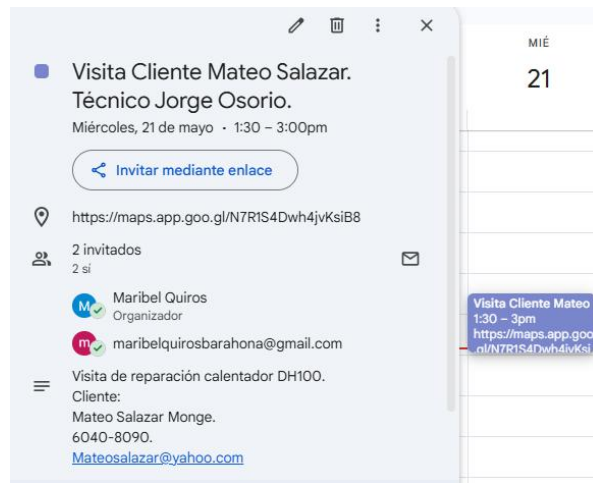 Visita Cliente Mateo Salazar.
Técnico Jorge Osorio.
Miércoles, 21 de mayo · 1:30 – 3:00pm
Invitar mediante enlace
https://maps.app.goo.gl/N7R1S4Dwh4jvKsiB8
2 invitados
2 sí
M
Maribel Quiros
Organizador
m
maribelquirosbarahona@gmail.com
Visita de reparación calentador DH100.
Cliente:
Mateo Salazar Monge.
6040-8090.
Mateosalazar@yahoo.com
MIÉ
21
Visita Cliente Mateo
1:30 – 3pm
https://maps.app.goo
.gl/N7R1S4Dwh4jvKsi